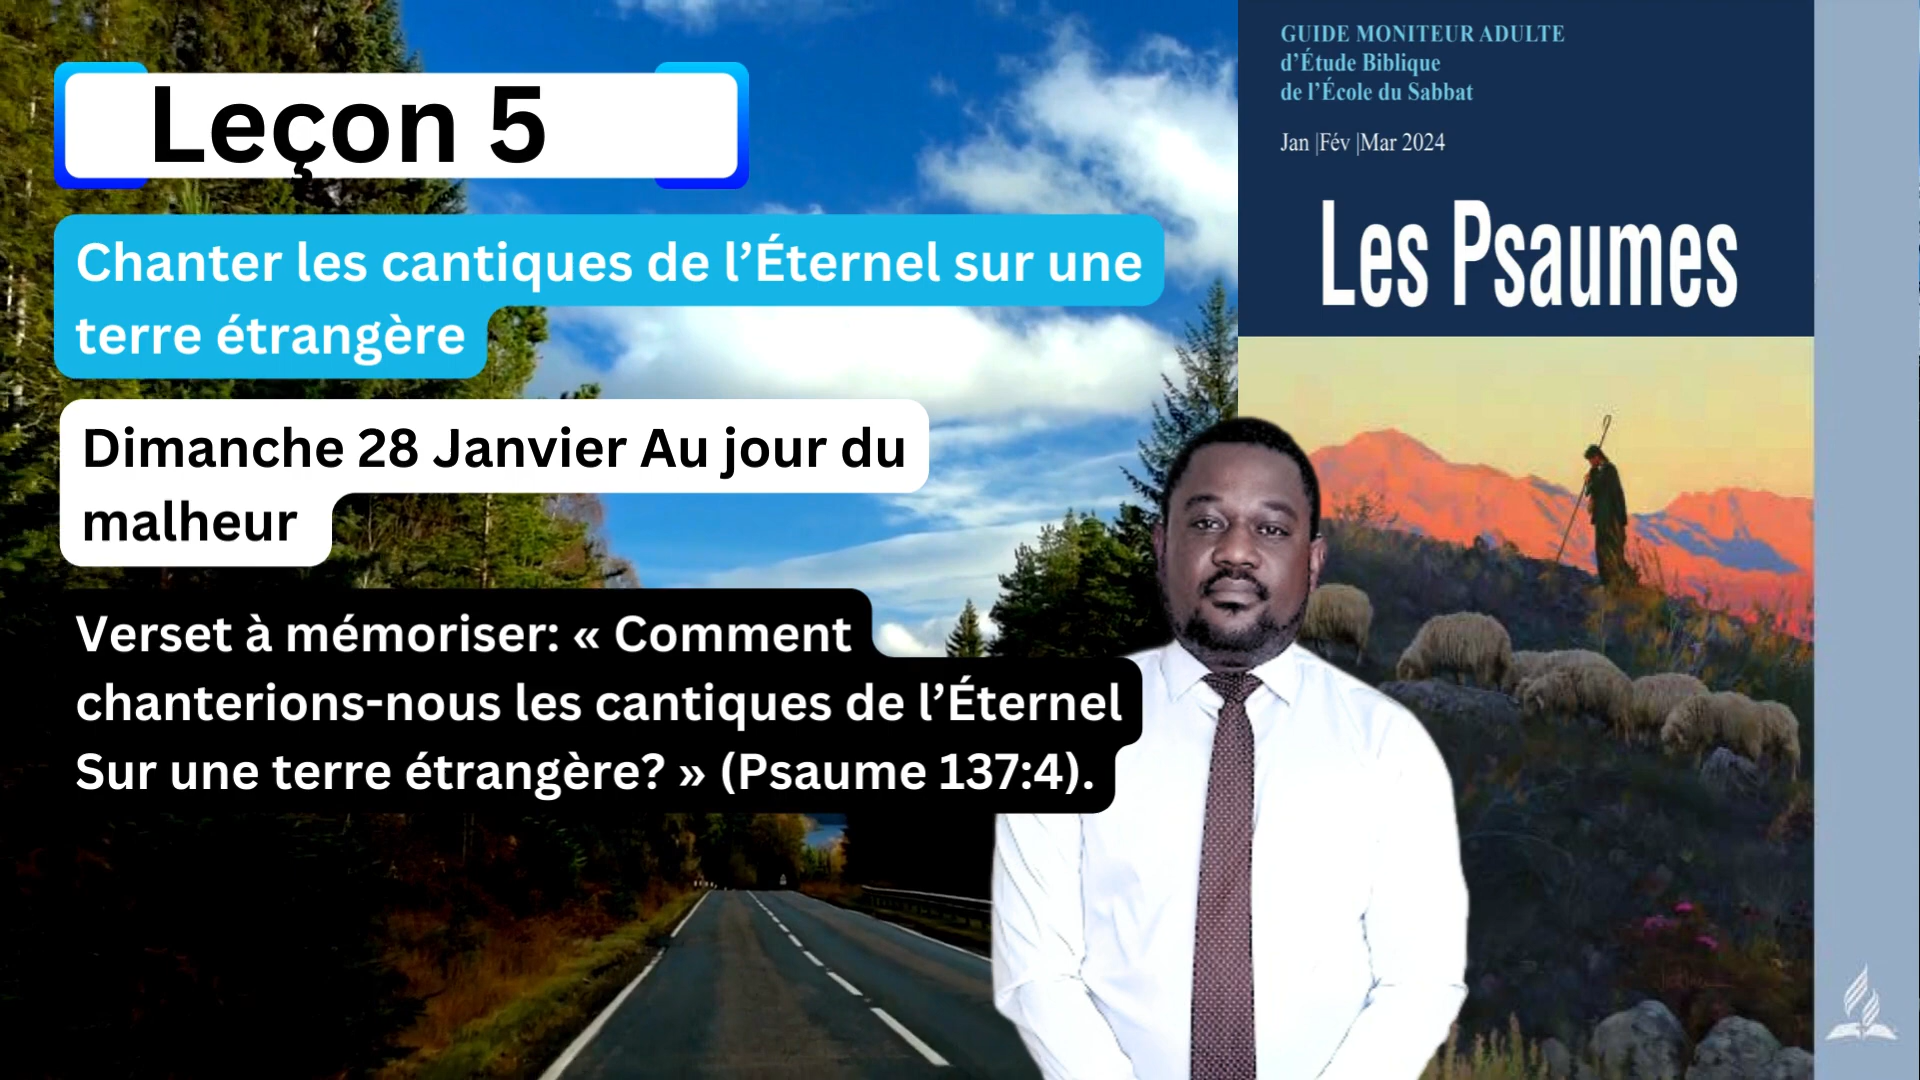 Leçon 5
Chanter les cantiques de l’Éternel sur une
terre étrangère
Dimanche 28 Janvier Au jour du
malheur
Verset à mémoriser: « Comment
chanterions-nous les cantiques de l’Éternel
Sur une terre étrangère? » (Psaume 137:4).
GUIDE MONITEUR ADULTE
d’Étude Biblique
de l’École du Sabbat
Jan |Fév |Mar 2024
Les Psaumes